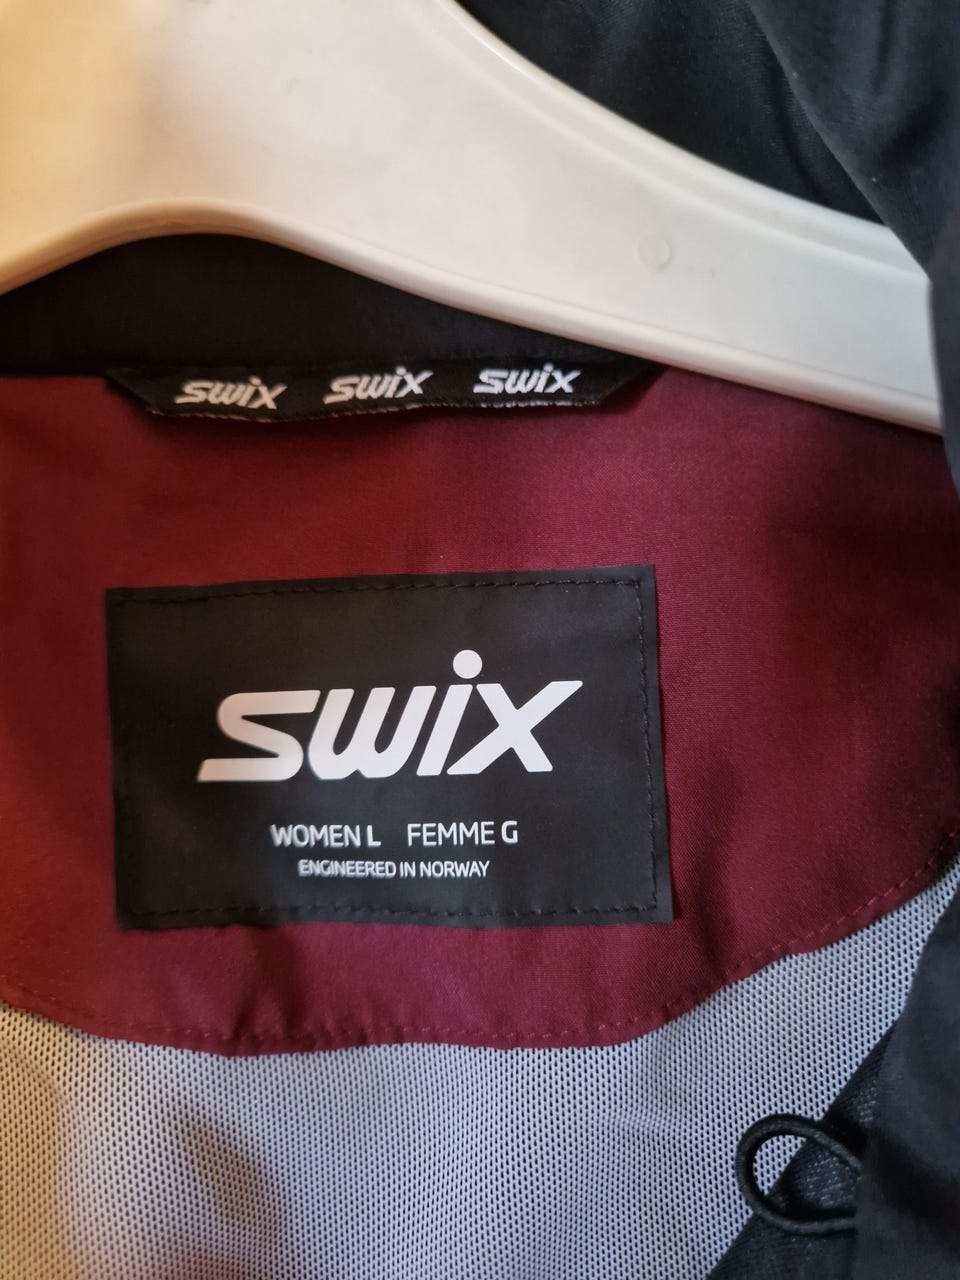 swix swix swix
swix
WOMEN L FEMME G
ENGINEERED IN NORWAY